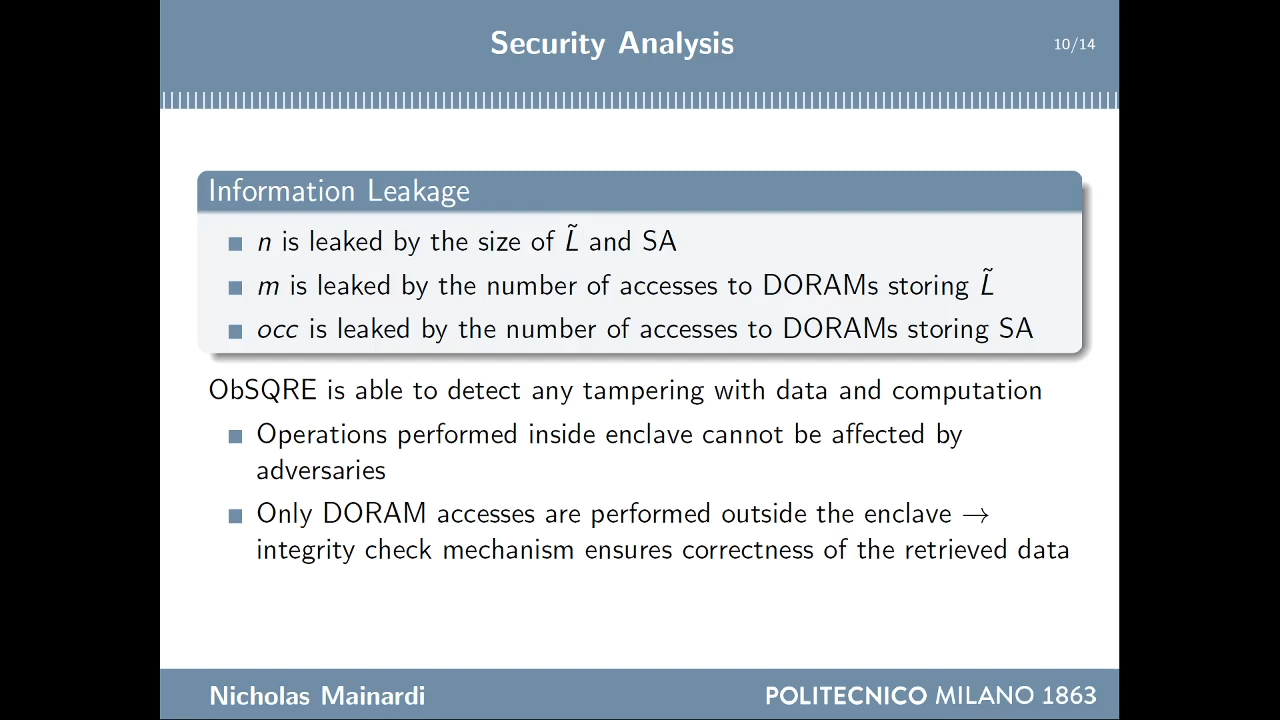 Security Analysis
10/14
Information Leakage
n is leaked by the size of L̃ and SA
m is leaked by the number of accesses to DORAMs storing L̃
occ is leaked by the number of accesses to DORAMs storing SA
ObSQRE is able to detect any tampering with data and computation
Operations performed inside enclave cannot be affected by
adversaries
Only DORAM accesses are performed outside the enclave →
integrity check mechanism ensures correctness of the retrieved data
Nicholas Mainardi
POLITECNICO MILANO 1863